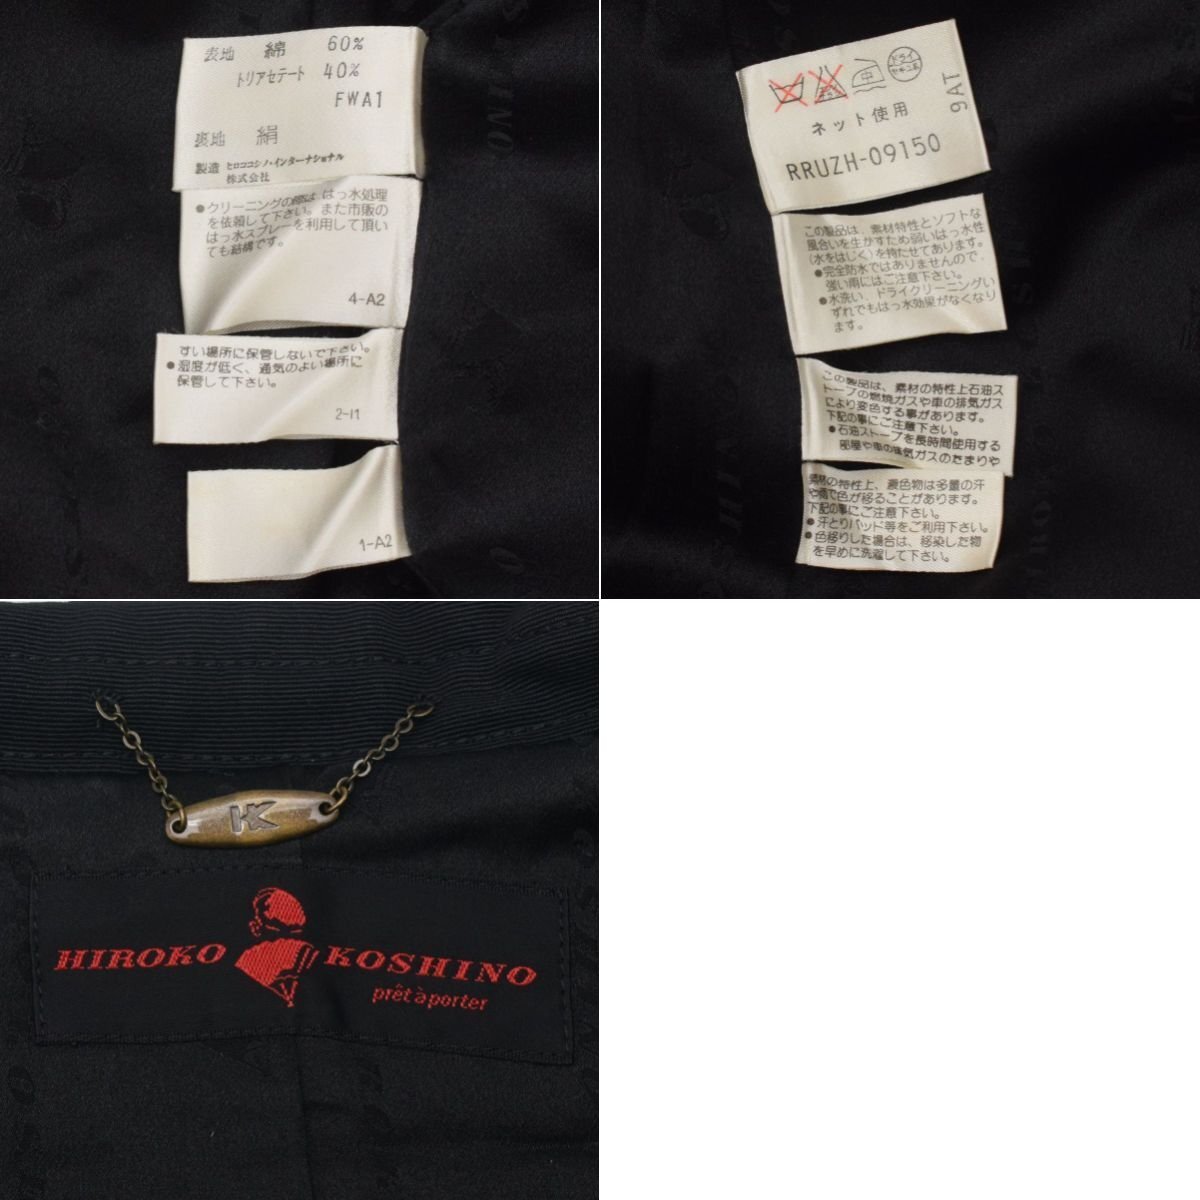 表地 綿 60%
トリアセテート 40%
FWA1
表地 絹
製造 ヒロココシノ・インターナショナル
株式会社
●クリーニングの際は、はっ水処理
を依頼して下さい。また市販の
はっ水スプレーを利用して頂い
ても結構です。
4-A2
すい場所に保管しないで下さい。
●湿度が低く、通気のよい場所に
保管して下さい。
2-I1
1-A2
中
ドライ
ネット使用
9AT
RRUZH-09150
この製品は、素材特性とソフトな
風合いを生かすため弱いはっ水性
(水をはじく)を持たせてあります。
●完全防水ではありませんので、
強い雨にはご注意下さい。
●水洗い、ドライクリーニングい
ずれでもはっ水効果がなくなり
ます。
この製品は、素材の特性上石油ス
トーブの燃焼ガスや車の排気ガス
により変色する事があります。
下記の事にご注意下さい。
●石油ストーブを長時間使用する
部屋や車の排気ガスのたまりや
素材の特性上、濃色物は多量の汗
や雨で色が移ることがあります。
下記の事にご注意下さい。
●汗とりパッド等をご利用下さい。
●色移りした場合は、移染した物
を早めに洗濯して下さい。
K
HIROKO KOSHINO
prêt à porter